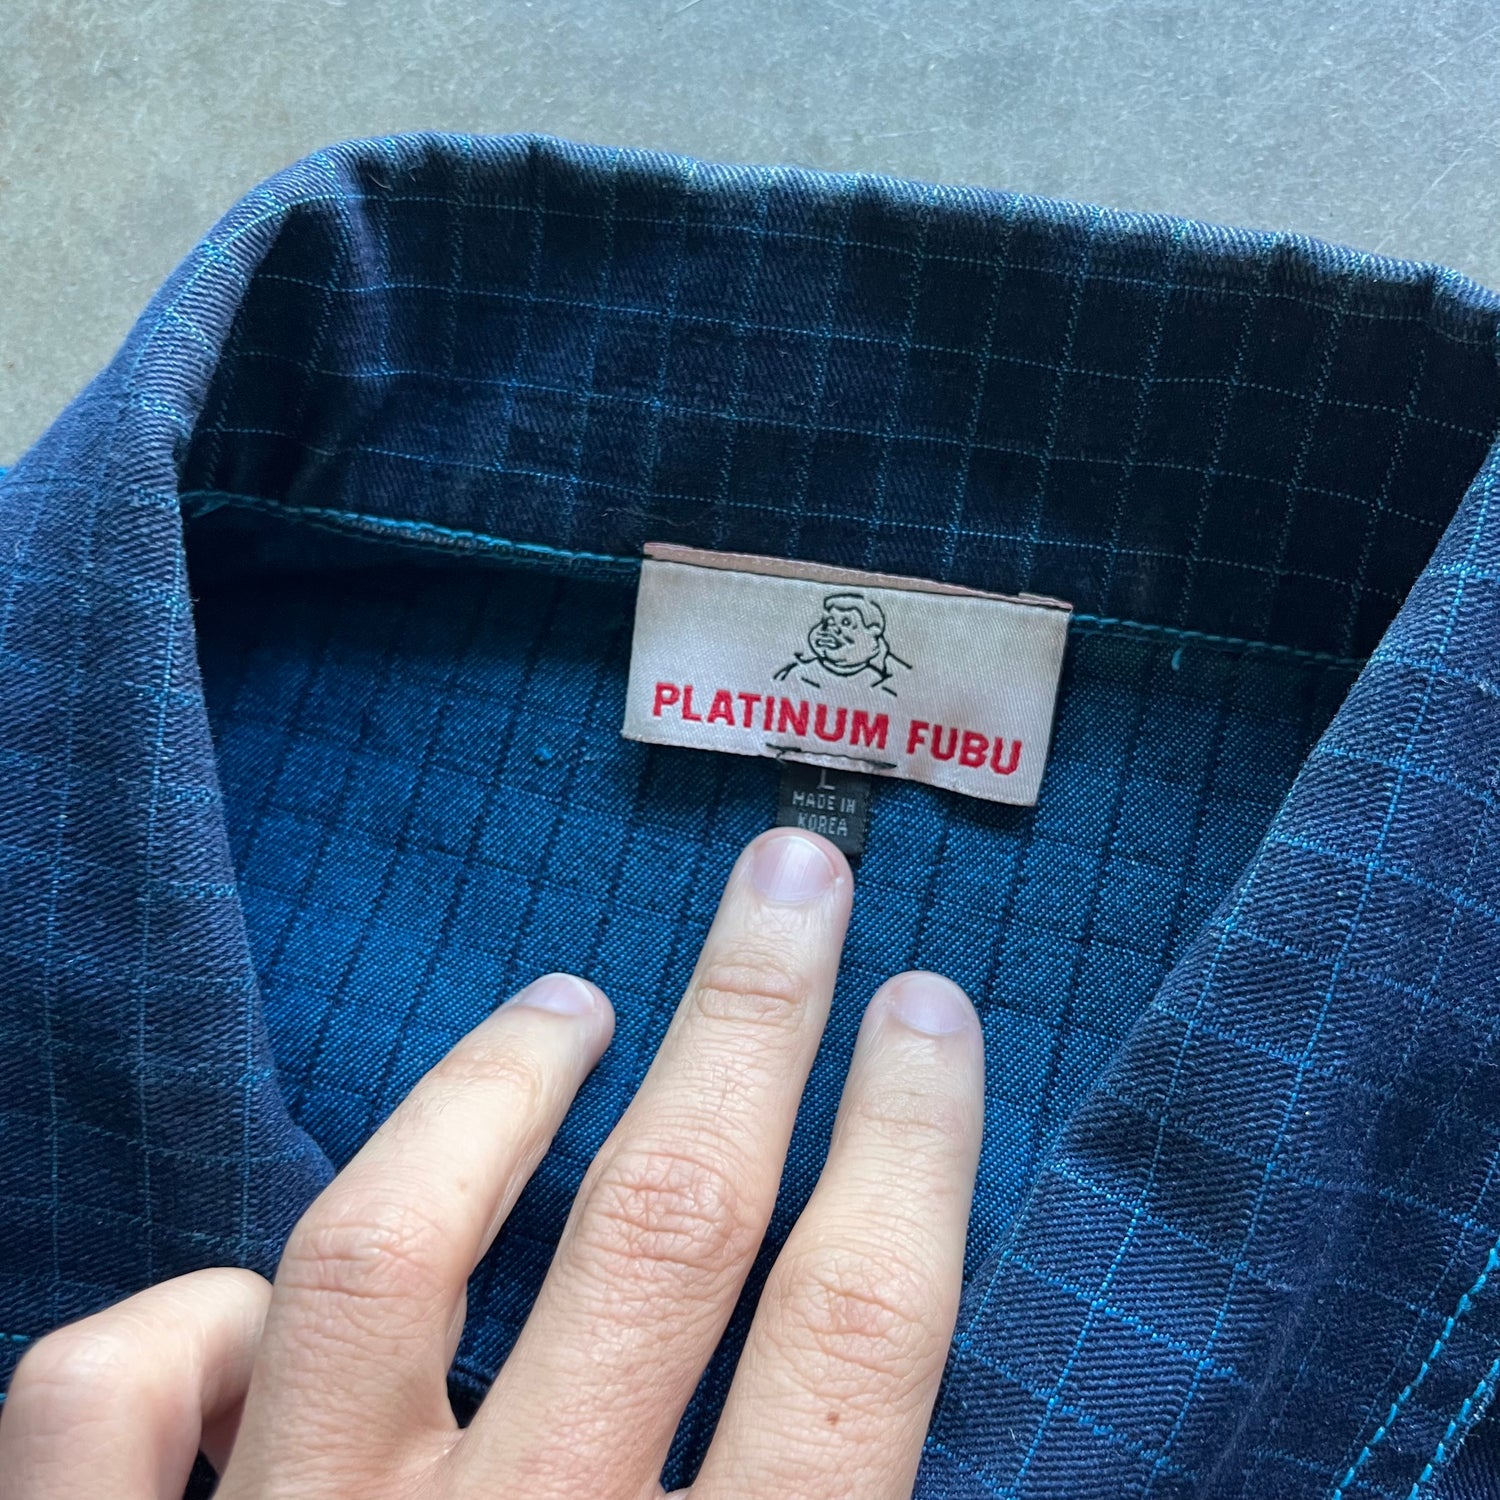 PLATINUM FUBU
L
MADE IN
KOREA